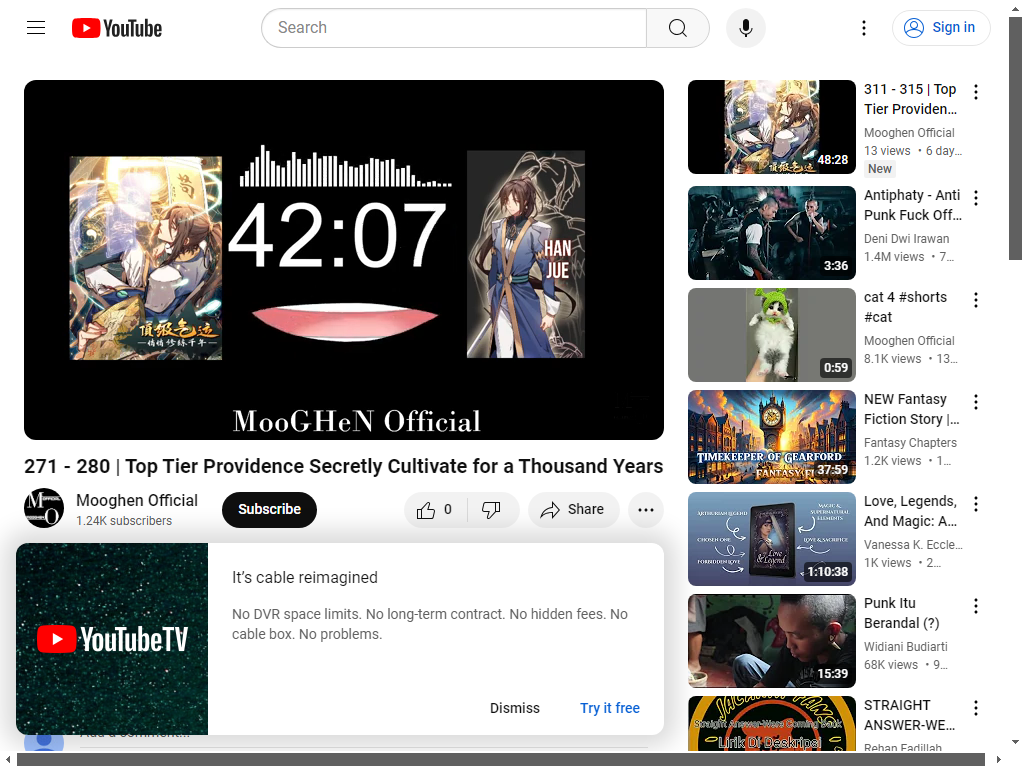 YouTube
Search
Sign in
42:07
HAN
JUE
MooGHeN Official
271 - 280 | Top Tier Providence Secretly Cultivate for a Thousand Years
Mooghen Official
1.24K subscribers
Subscribe
0
Share
It's cable reimagined
No DVR space limits. No long-term contract. No hidden fees. No
cable box. No problems.
YouTubeTV
Dismiss
Try it free
311 - 315 | Top
Tier Providen…
Mooghen Official
13 views • 6 day…
New
48:28
Antiphaty - Anti
Punk Fuck Off…
Deni Dwi Irawan
1.4M views • 7…
3:36
cat 4 #shorts
#cat
Mooghen Official
8.1K views • 13…
0:59
NEW Fantasy
Fiction Story |…
Fantasy Chapters
1.2K views • 1…
TIMEKEEPER OF GEARFORD
37:59
Love, Legends,
And Magic: A…
Vanessa K. Eccle…
1K views • 2…
ARTHURIAN LEGEND
CHOSEN ONE
FORBIDDEN LOVE
MAGIC &
SUPERNATURAL
ELEMENTS
LOVE & SACRIFICE
Love
& Legend
1:10:38
Punk Itu
Berandal (?)
Widiani Budiarti
68K views • 9…
15:39
STRAIGHT
ANSWER-WE…
Rehan Fadillah
Straight Answer-Were Coming Back
Lirik Di Deskripsi